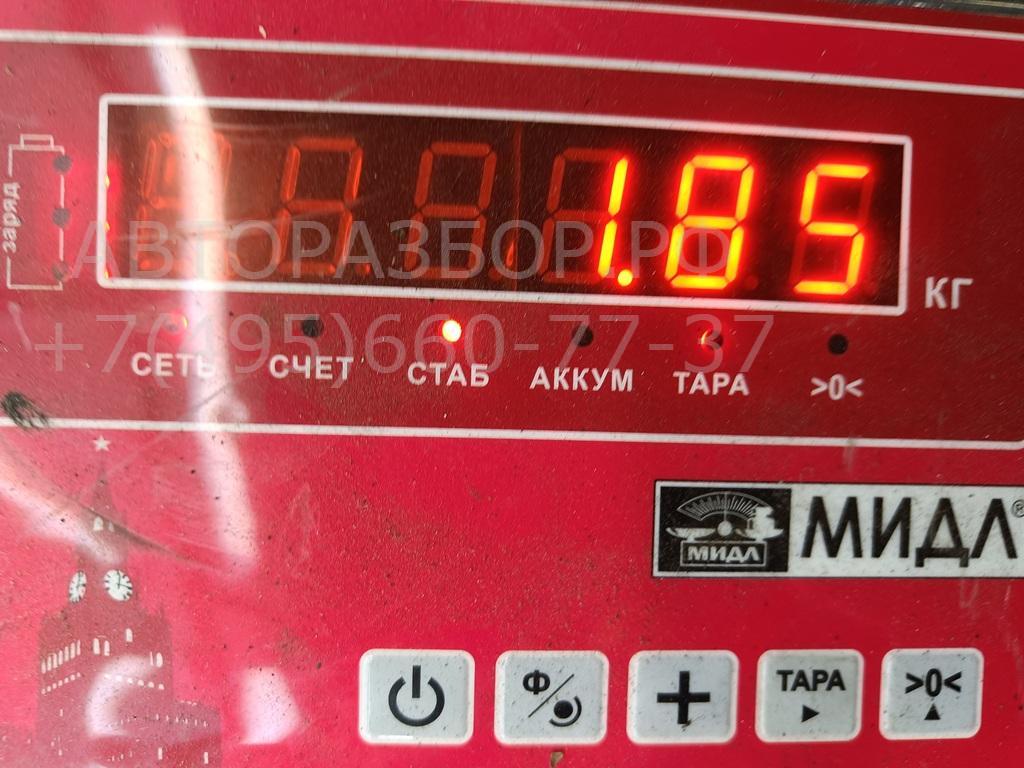 заряд
1.85
КГ
АВТОРАЗБОР.РФ
+7(495)660-77-37
СЕТЬ СЧЕТ СТАБ АККУМ ТАРА >0<
МИДЛ МИДЛ®
Ф ТАРА >0<